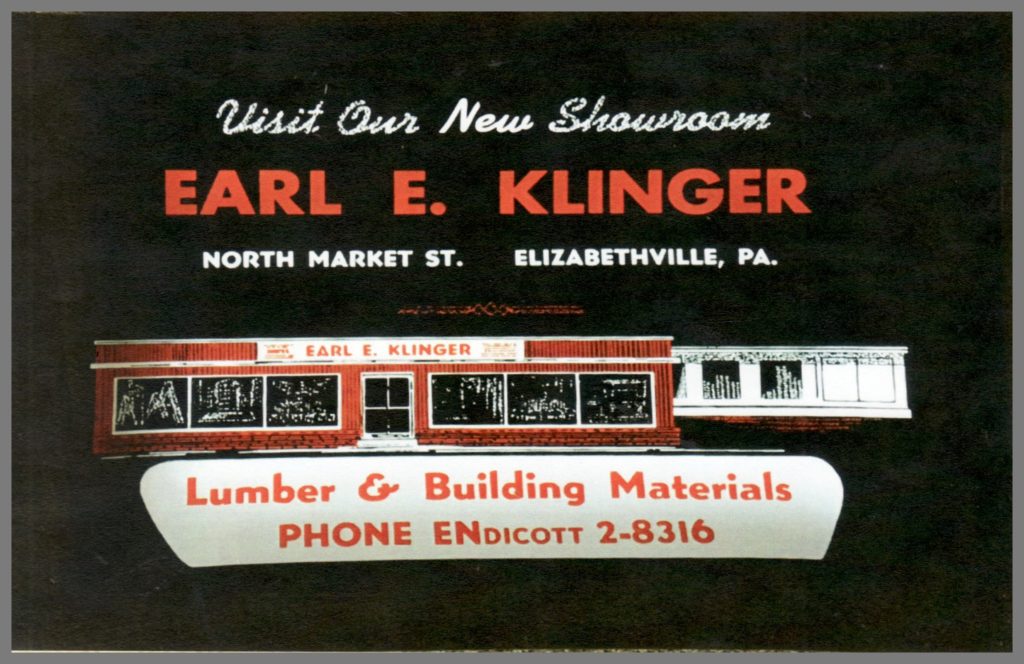 Visit Our New Showroom
EARL E. KLINGER
NORTH MARKET ST. ELIZABETHVILLE, PA.
EARL E. KLINGER
Lumber & Building Materials
PHONE ENDICOTT 2-8316